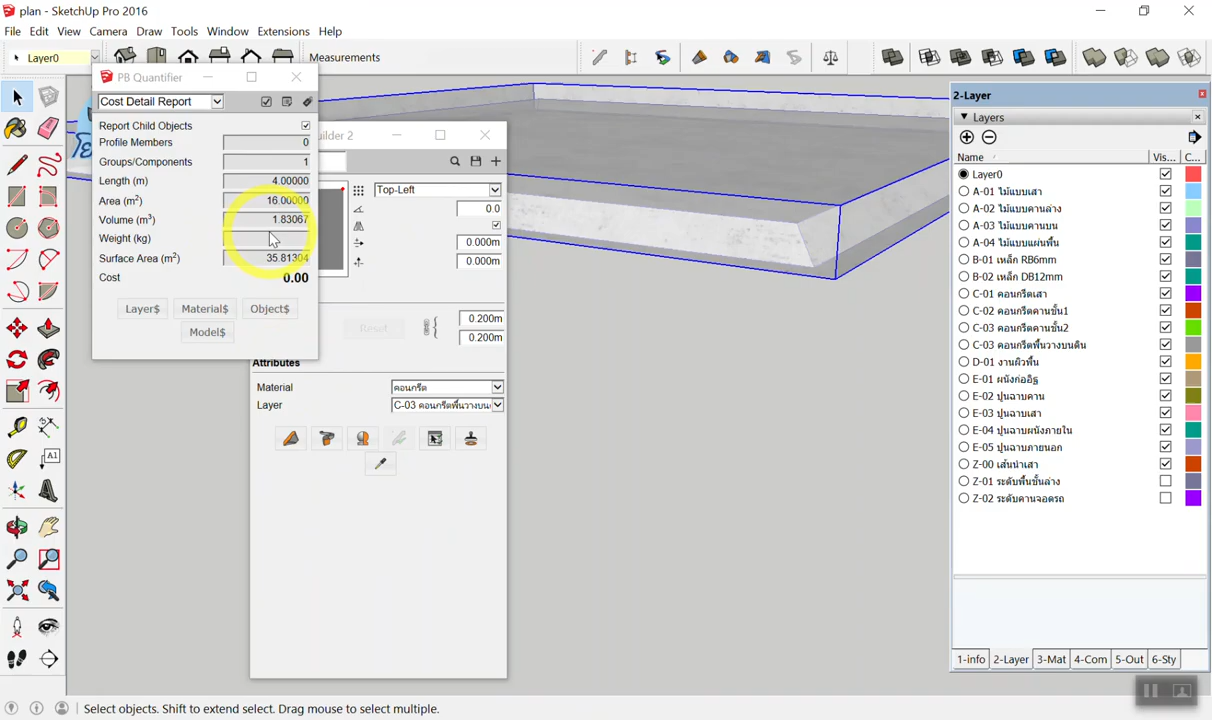 plan - SketchUp Pro 2016
File Edit View Camera Draw Tools Window Extensions Help
Layer0
Measurements
PB Quantifier
Cost Detail Report
Report Child Objects
Profile Members 0
Groups/Components 1
Length (m) 4.00000
Area (m²) 16.00000
Volume (m³) 1.83067
Weight (kg)
Surface Area (m²) 35.81304
Cost 0.00
Layer$ Material$ Object$
Model$
uilder 2
Top-Left
0.0
0.000m
0.000m
Reset
0.200m
0.200m
Attributes
Material คอนกรีต
Layer C-03 คอนกรีตพื้นวางบน
A1
2-Layer
Layers
Name Vis... C...
Layer0
A-01 ไม้แบบเสา
A-02 ไม้แบบคานล่าง
A-03 ไม้แบบคานบน
A-04 ไม้แบบแผ่นพื้น
B-01 เหล็ก RB6mm
B-02 เหล็ก DB12mm
C-01 คอนกรีตเสา
C-02 คอนกรีตคานชั้น1
C-03 คอนกรีตคานชั้น2
C-03 คอนกรีตพื้นวางบนดิน
D-01 งานผิวพื้น
E-01 ผนังก่ออิฐ
E-02 ปูนฉาบคาน
E-03 ปูนฉาบเสา
E-04 ปูนฉาบผนังภายใน
E-05 ปูนฉาบภายนอก
Z-00 เส้นนำเสา
Z-01 ระดับพื้นชั้นล่าง
Z-02 ระดับคานจอดรถ
1-info 2-Layer 3-Mat 4-Com 5-Out 6-Sty
Select objects. Shift to extend select. Drag mouse to select multiple.